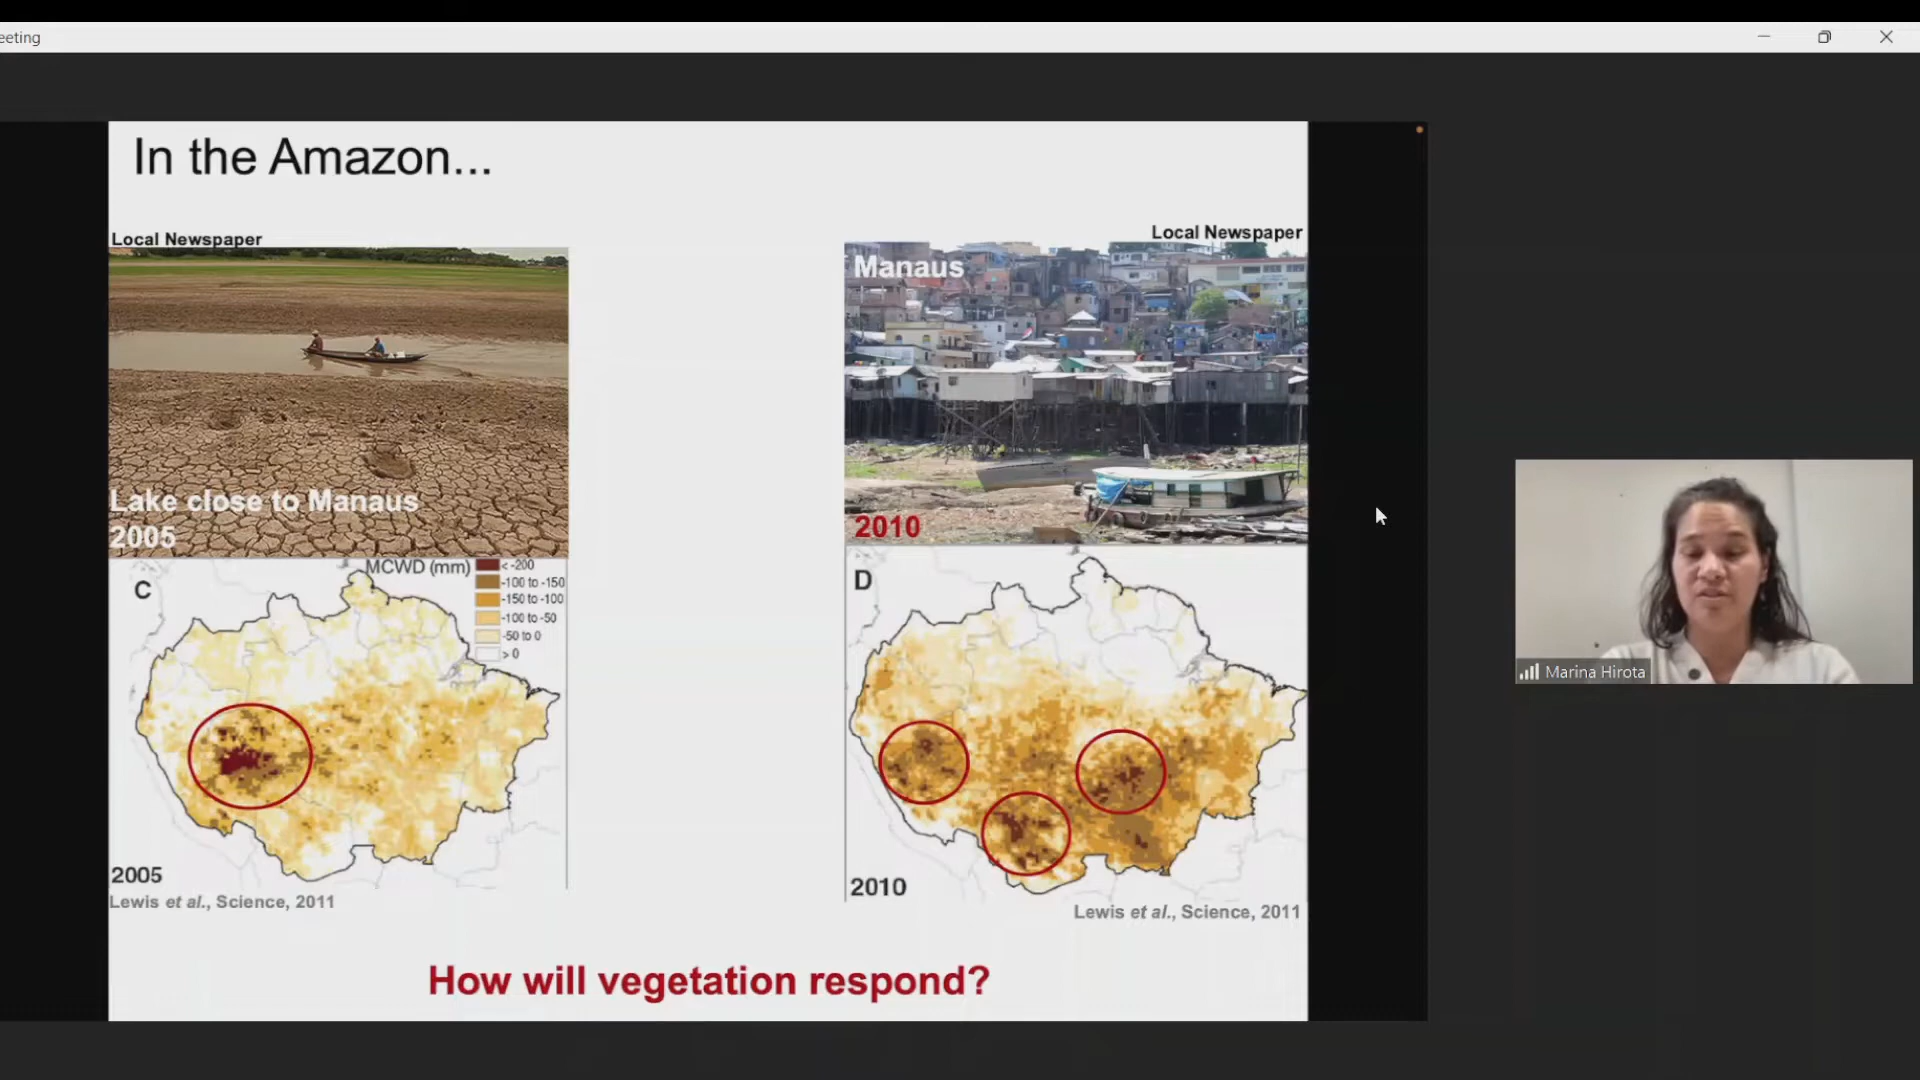 eeting
In the Amazon...
Local Newspaper
Local Newspaper
Manaus
Lake close to Manaus
2005
2010
C
MCWD (mm)
< -200
-100 to -150
-150 to -100
-100 to -50
-50 to 0
> 0
2005
Lewis et al., Science, 2011
D
2010
Lewis et al., Science, 2011
How will vegetation respond?
Marina Hirota